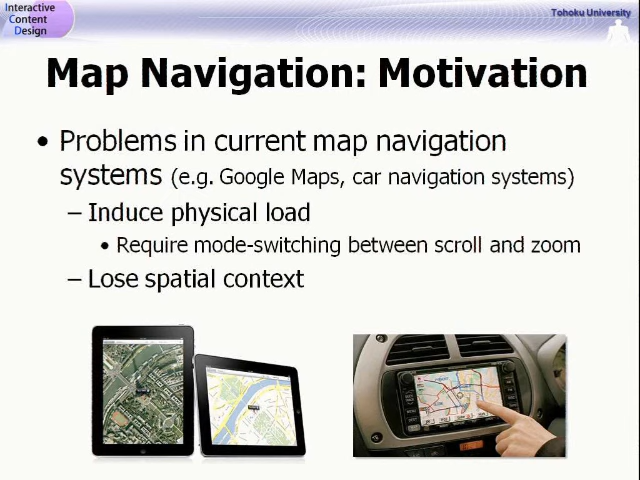 Interactive
Content
Design
Tohoku University
Map Navigation: Motivation
• Problems in current map navigation
systems (e.g. Google Maps, car navigation systems)
– Induce physical load
• Require mode-switching between scroll and zoom
– Lose spatial context